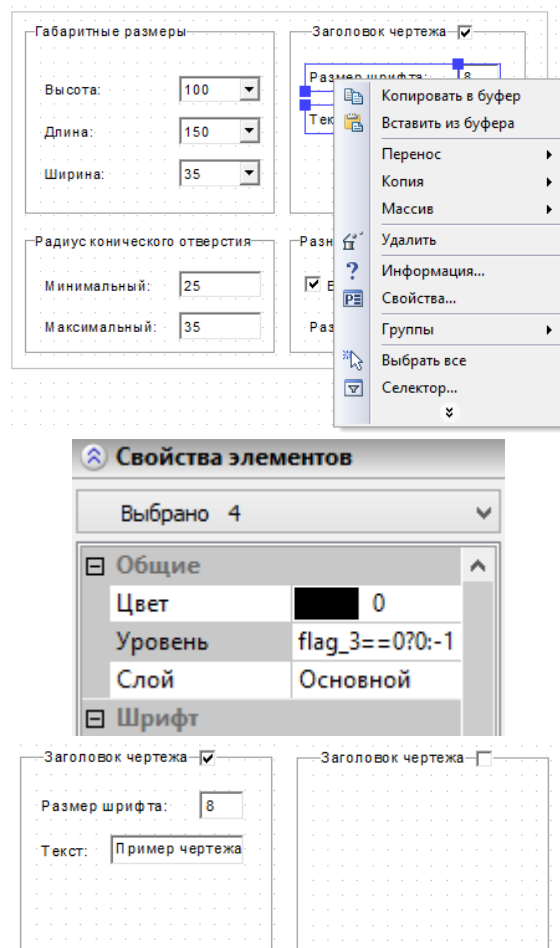 Габаритные размеры
Высота: 100
Длина: 150
Ширина: 35
Заголовок чертежа
Размер шрифта: 8
Тек
Радиус конического отверстия
Минимальный: 25
Максимальный: 35
Разн
В
Раз
Копировать в буфер
Вставить из буфера
Перенос
Копия
Массив
Удалить
Информация...
Свойства...
Группы
Выбрать все
Селектор...
Свойства элементов
Выбрано 4
Общие
Цвет 0
Уровень flag_3==0?0:-1
Слой Основной
Шрифт
Заголовок чертежа
Размер шрифта: 8
Текст: Пример чертежа
Заголовок чертежа